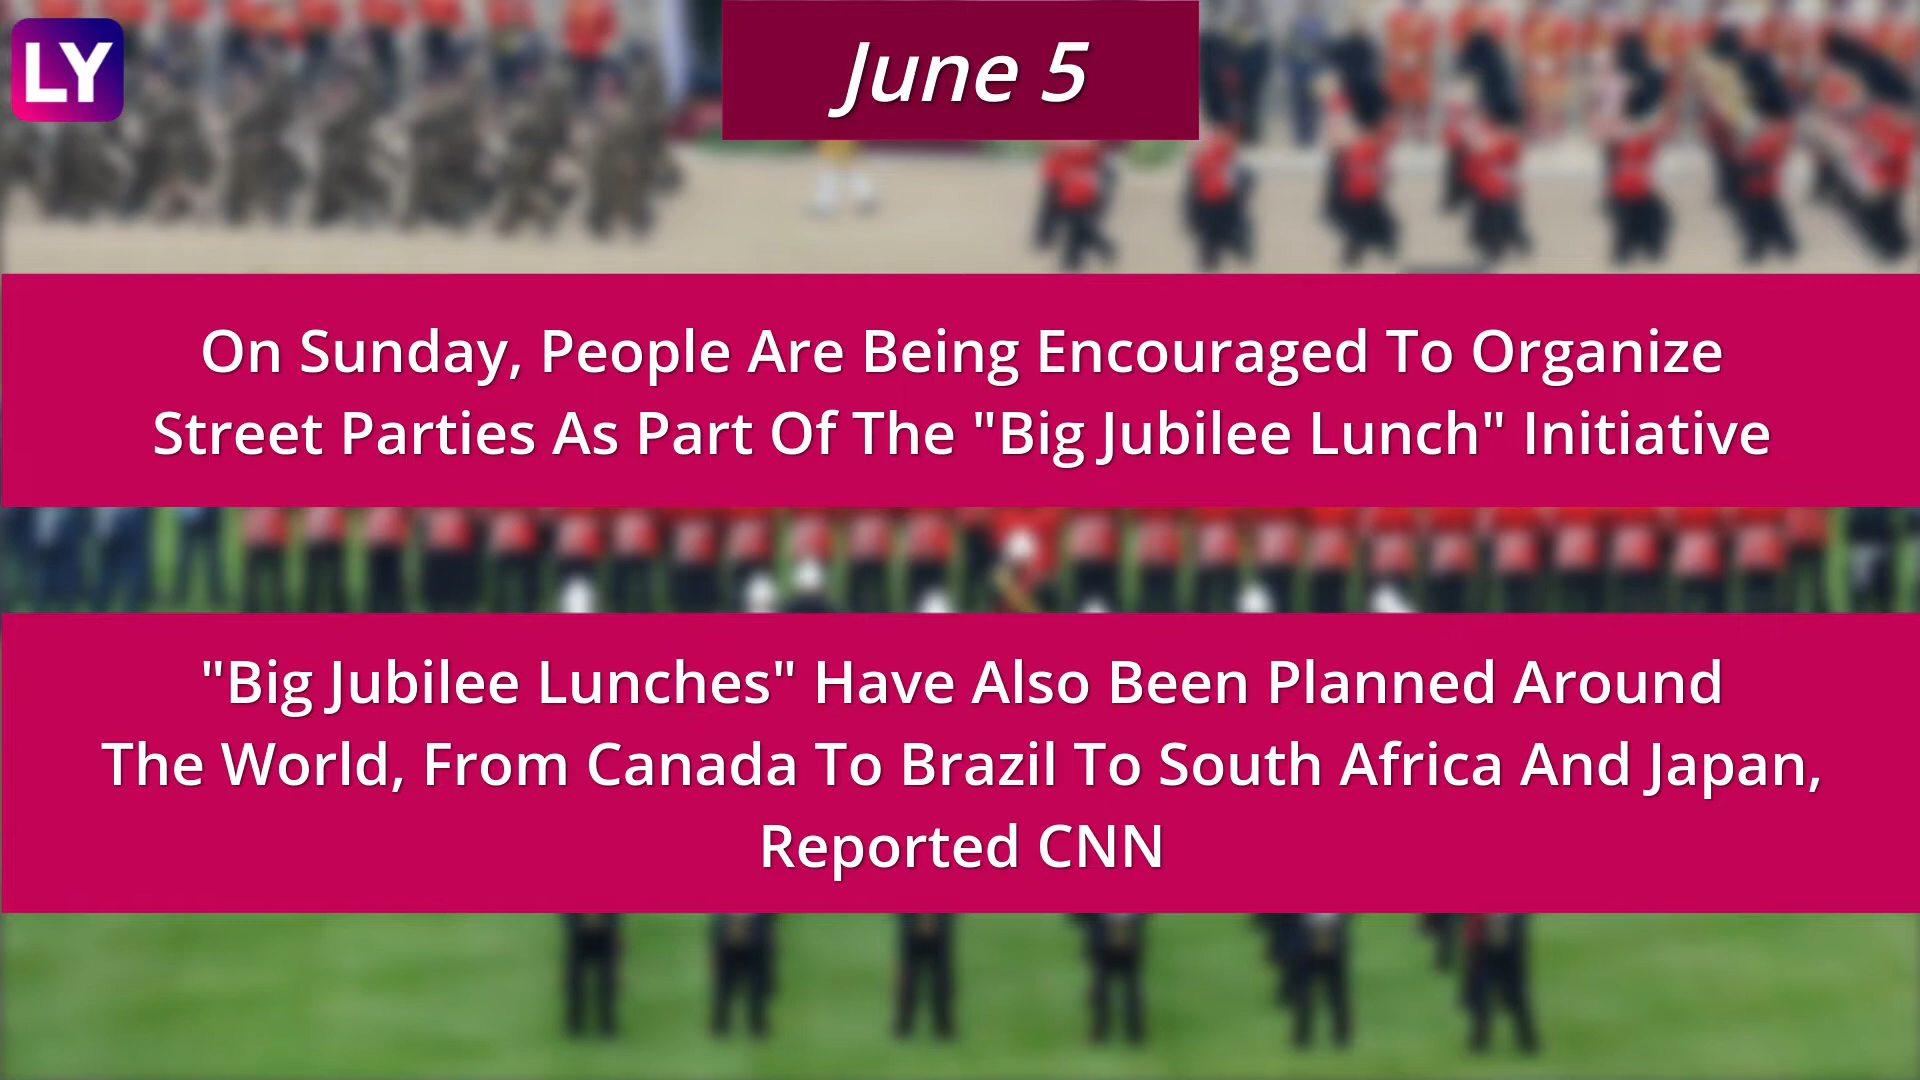 LY
June 5
On Sunday, People Are Being Encouraged To Organize
Street Parties As Part Of The "Big Jubilee Lunch" Initiative
"Big Jubilee Lunches" Have Also Been Planned Around
The World, From Canada To Brazil To South Africa And Japan,
Reported CNN